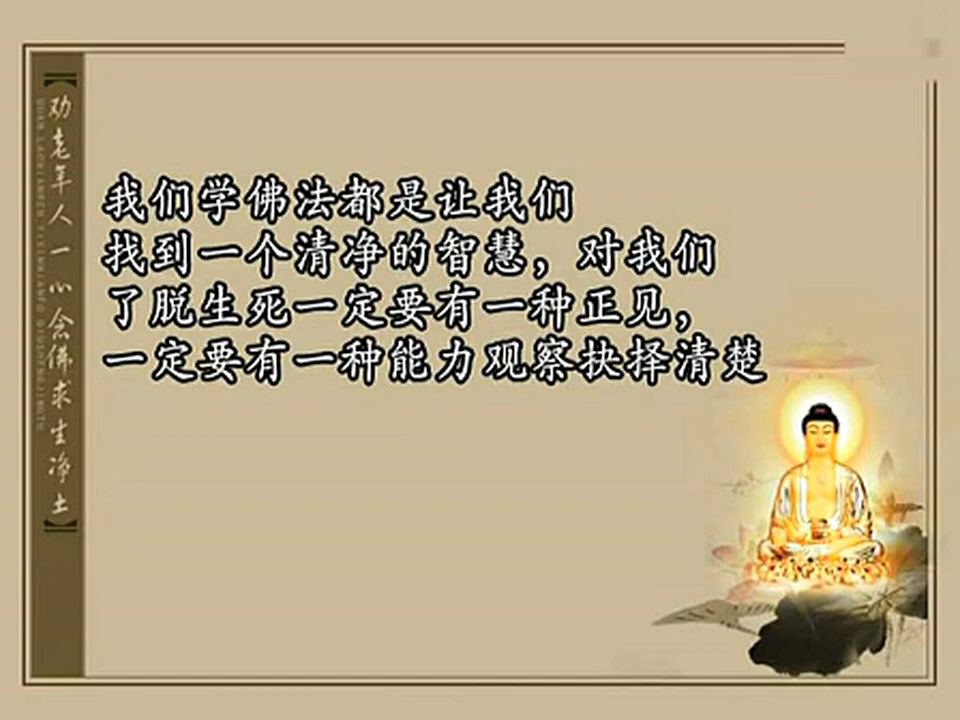 【劝老年人一心念佛求生净土】
我们学佛法都是让我们
找到一个清净的智慧，对我们
了脱生死一定要有一种正见，
一定要有一种能力观察抉择清楚